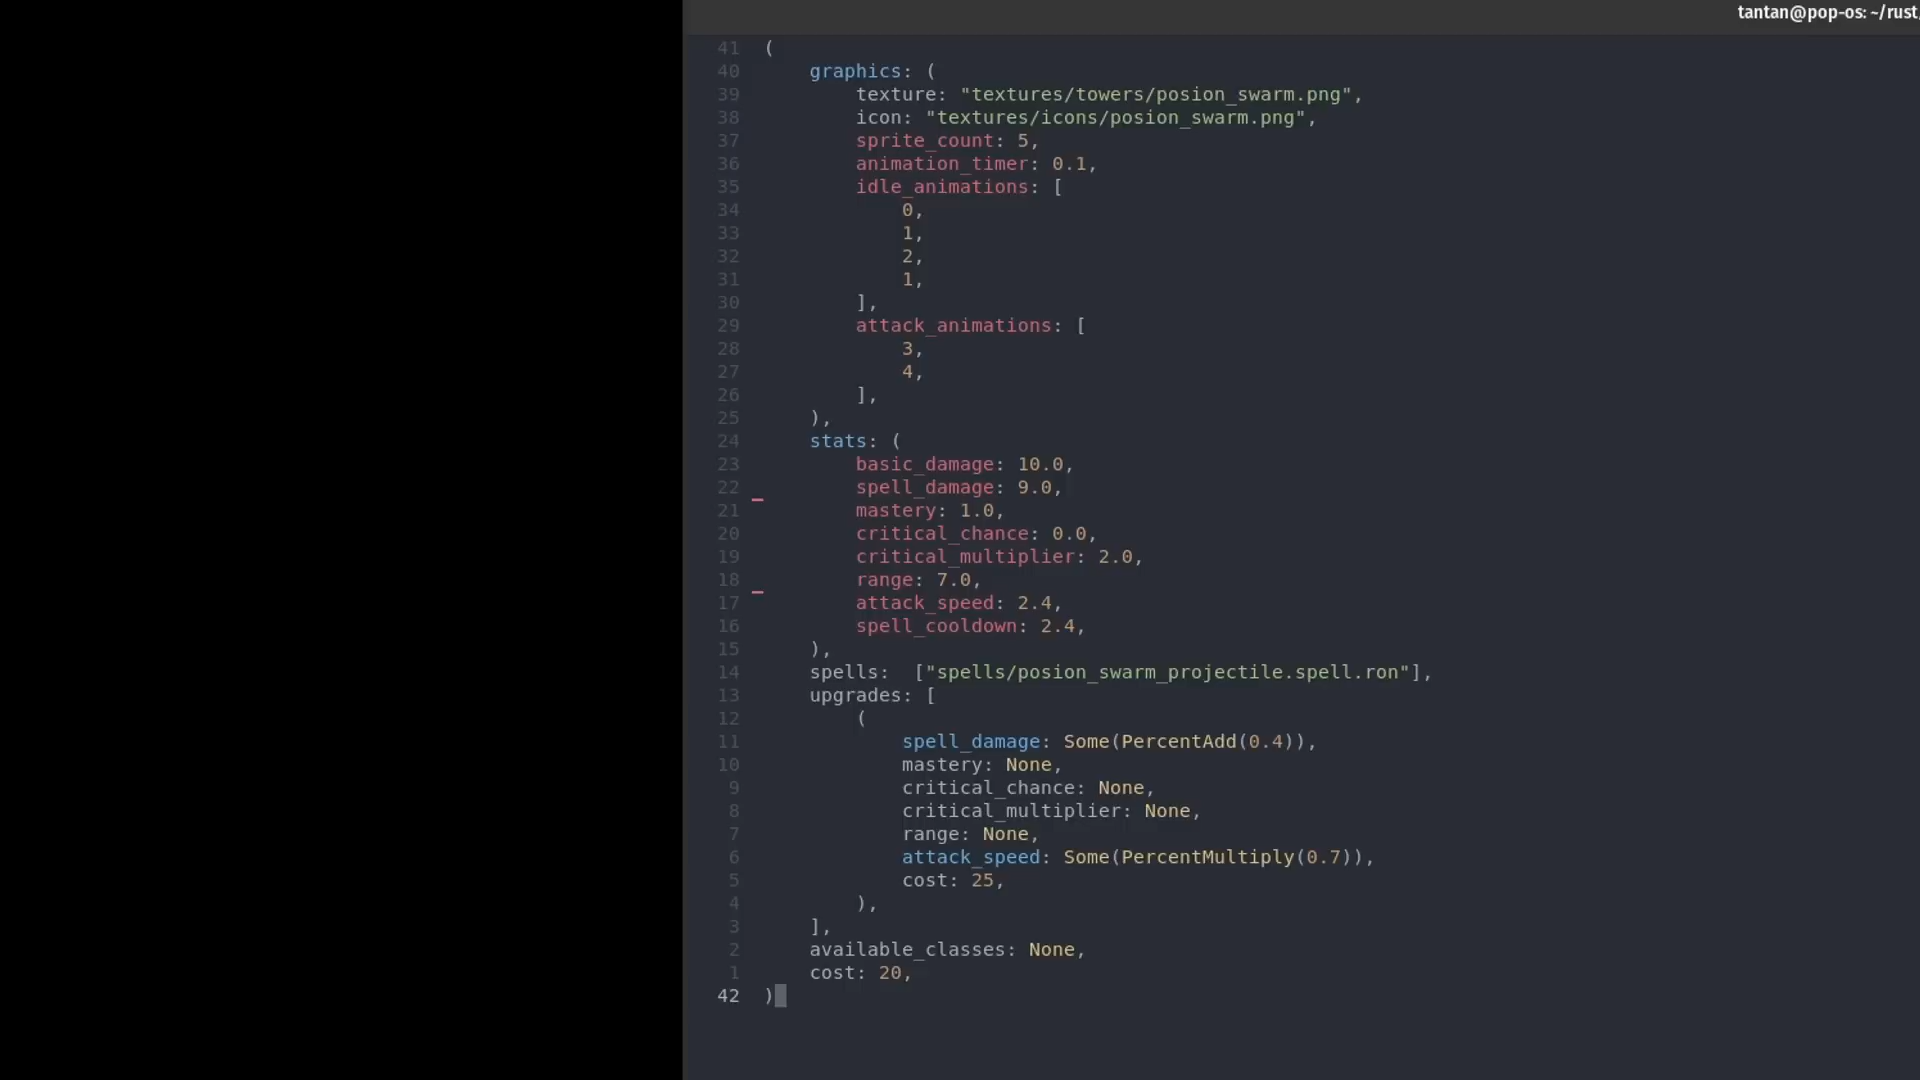 tantan@pop-os: ~/rust
41 (
40 graphics: (
39 texture: "textures/towers/posion_swarm.png",
38 icon: "textures/icons/posion_swarm.png",
37 sprite_count: 5,
36 animation_timer: 0.1,
35 idle_animations: [
34 0,
33 1,
32 2,
31 1,
30 ],
29 attack_animations: [
28 3,
27 4,
26 ],
25 ),
24 stats: (
23 basic_damage: 10.0,
22 spell_damage: 9.0,
21 mastery: 1.0,
20 critical_chance: 0.0,
19 critical_multiplier: 2.0,
18 range: 7.0,
17 attack_speed: 2.4,
16 spell_cooldown: 2.4,
15 ),
14 spells:  ["spells/posion_swarm_projectile.spell.ron"],
13 upgrades: [
12 (
11 spell_damage: Some(PercentAdd(0.4)),
10 mastery: None,
9 critical_chance: None,
8 critical_multiplier: None,
7 range: None,
6 attack_speed: Some(PercentMultiply(0.7)),
5 cost: 25,
4 ),
3 ],
2 available_classes: None,
1 cost: 20,
42 )